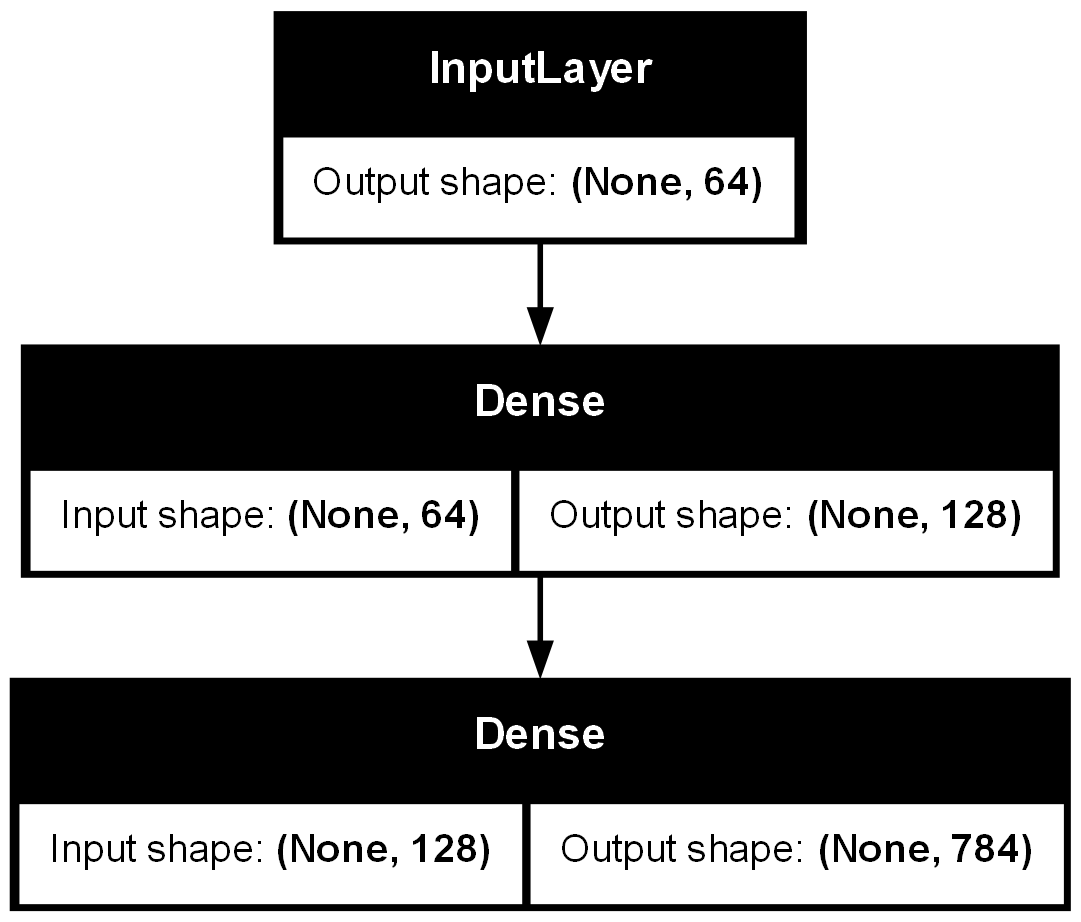 InputLayer
Output shape: (None, 64)
Dense
Input shape: (None, 64) Output shape: (None, 128)
Dense
Input shape: (None, 128) Output shape: (None, 784)